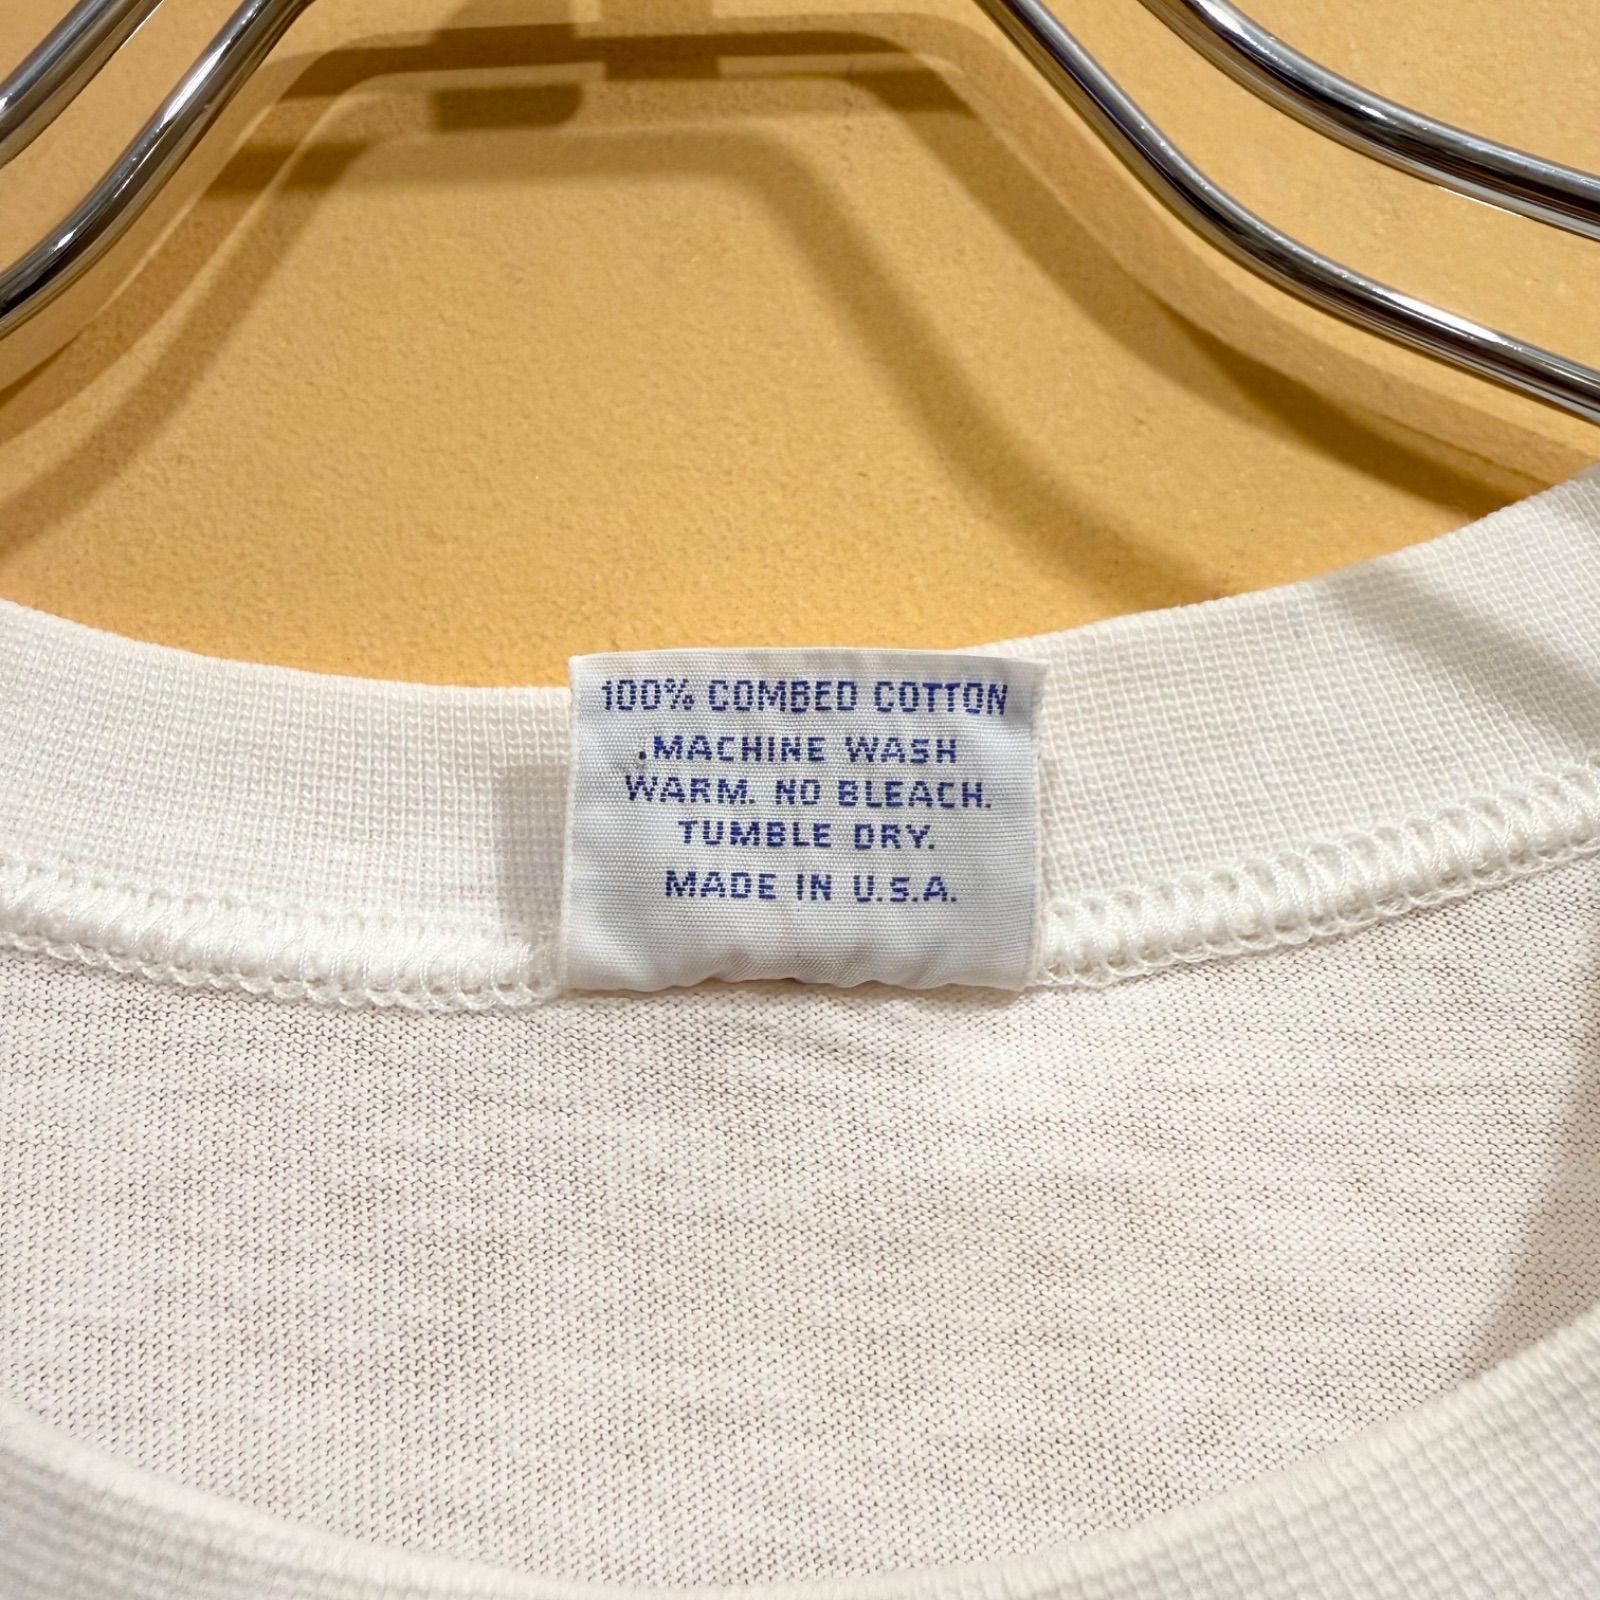 100% COMBED COTTON
.MACHINE WASH
WARM. NO BLEACH.
TUMBLE DRY.
MADE IN U.S.A.